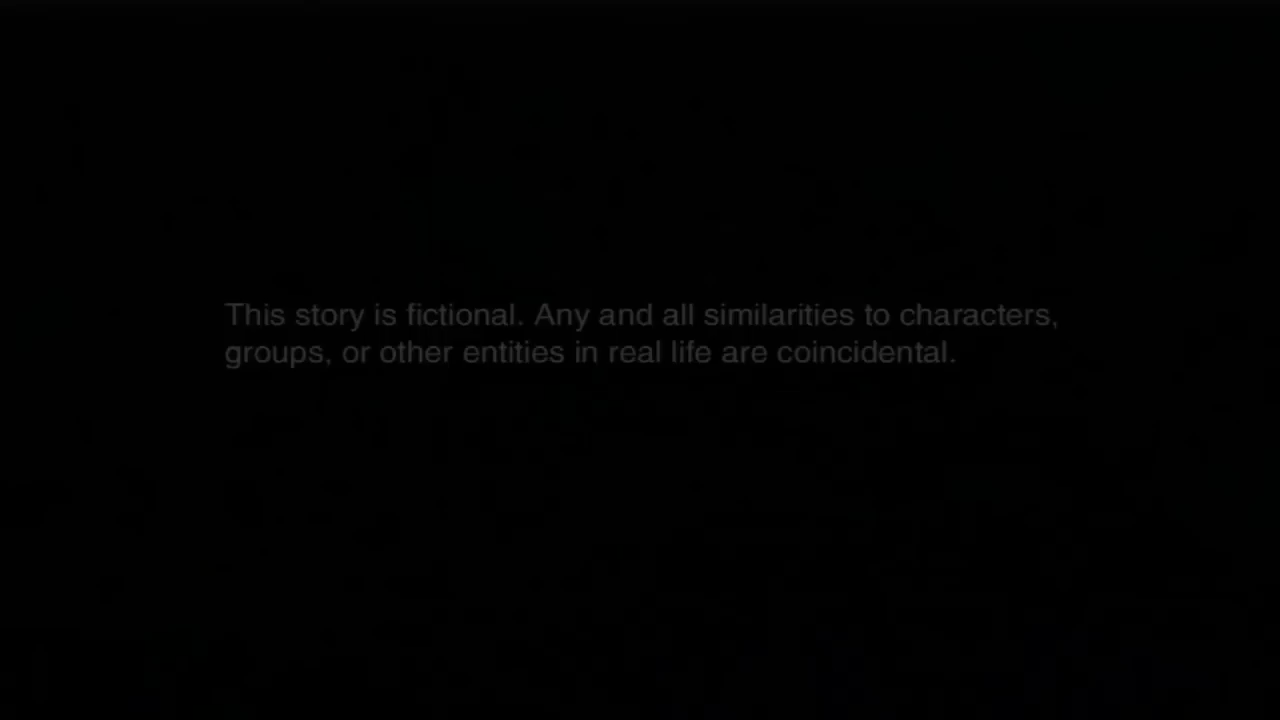 This story is fictional. Any and all similarities to characters,
groups, or other entities in real life are coincidental.